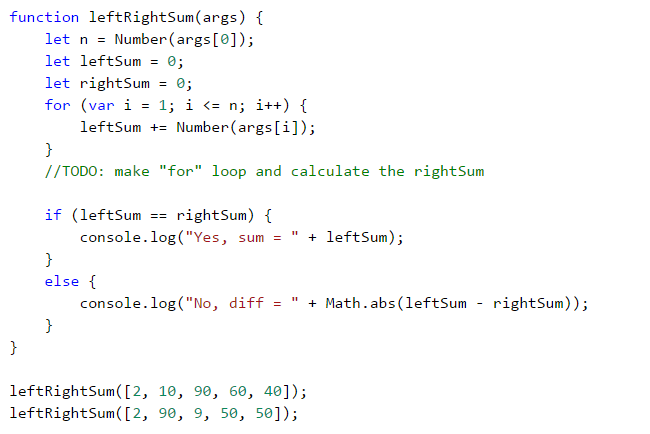 function leftRightSum(args) {
    let n = Number(args[0]);
    let leftSum = 0;
    let rightSum = 0;
    for (var i = 1; i <= n; i++) {
        leftSum += Number(args[i]);
    }
    //TODO: make "for" loop and calculate the rightSum

    if (leftSum == rightSum) {
        console.log("Yes, sum = " + leftSum);
    }
    else {
        console.log("No, diff = " + Math.abs(leftSum - rightSum));
    }
}

leftRightSum([2, 10, 90, 60, 40]);
leftRightSum([2, 90, 9, 50, 50]);